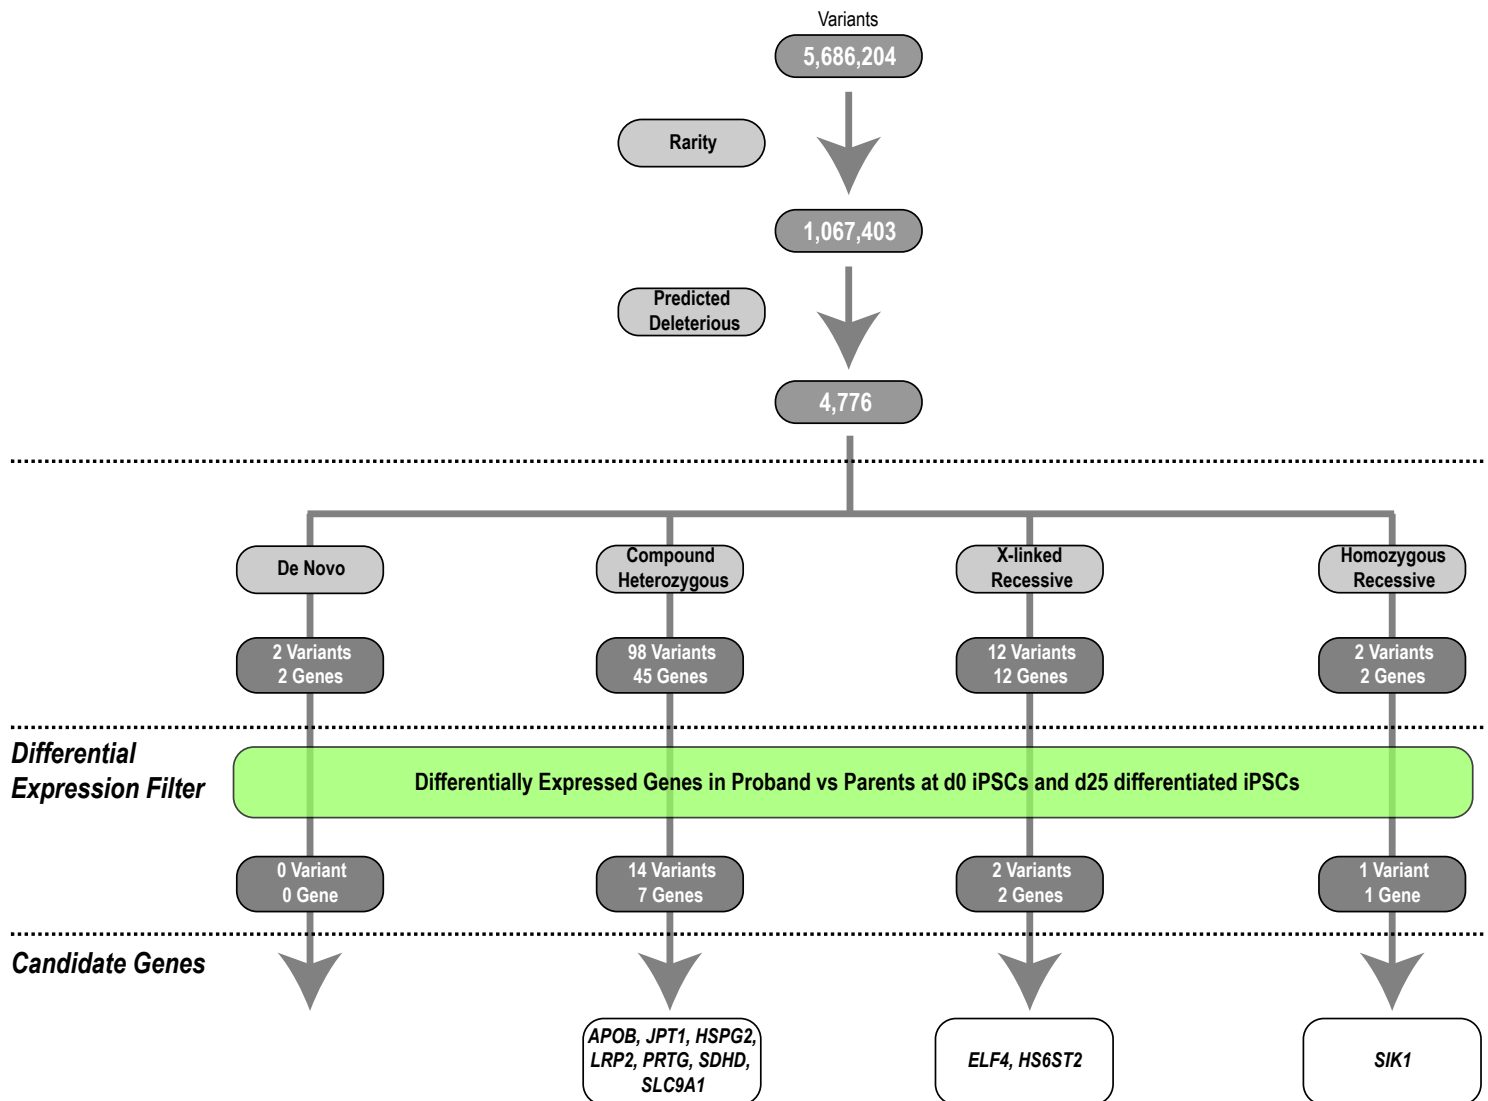 Variants
5,686,204
Rarity
1,067,403
Predicted
Deleterious
4,776
De Novo
Compound
Heterozygous
X-linked
Recessive
Homozygous
Recessive
2 Variants
2 Genes
98 Variants
45 Genes
12 Variants
12 Genes
2 Variants
2 Genes
Differential
Expression Filter
Differentially Expressed Genes in Proband vs Parents at d0 iPSCs and d25 differentiated iPSCs
0 Variant
0 Gene
14 Variants
7 Genes
2 Variants
2 Genes
1 Variant
1 Gene
Candidate Genes
APOB, JPT1, HSPG2,
LRP2, PRTG, SDHD,
SLC9A1
ELF4, HS6ST2
SIK1